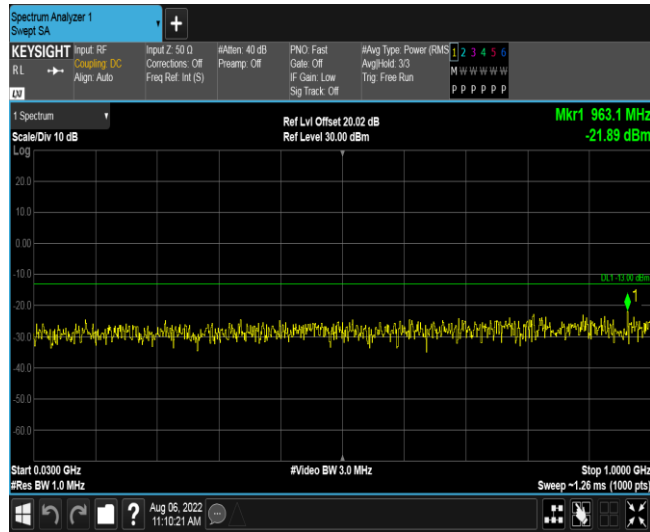 Spectrum Analyzer 1
Swept SA
+
KEYSIGHT
RL
LXI
Input: RF
Coupling: DC
Align: Auto
Input Z: 50 Ω
Corrections: Off
Freq Ref: Int (S)
#Atten: 40 dB
Preamp: Off
PNO: Fast
Gate: Off
IF Gain: Low
Sig Track: Off
#Avg Type: Power (RMS
Avg|Hold: 3/3
Trig: Free Run
1 2 3 4 5 6
M W W W W W
P P P P P P
1 Spectrum
Scale/Div 10 dB
Log
Ref Lvl Offset 20.02 dB
Ref Level 30.00 dBm
Mkr1 963.1 MHz
-21.89 dBm
20.0
10.0
0.00
-10.0
-20.0
-30.0
-40.0
-50.0
-60.0
DL1 -13.00 dBm
1
Start 0.0300 GHz
#Res BW 1.0 MHz
#Video BW 3.0 MHz
Stop 1.0000 GHz
Sweep ~1.26 ms (1000 pts)
?
Aug 06, 2022
11:10:21 AM